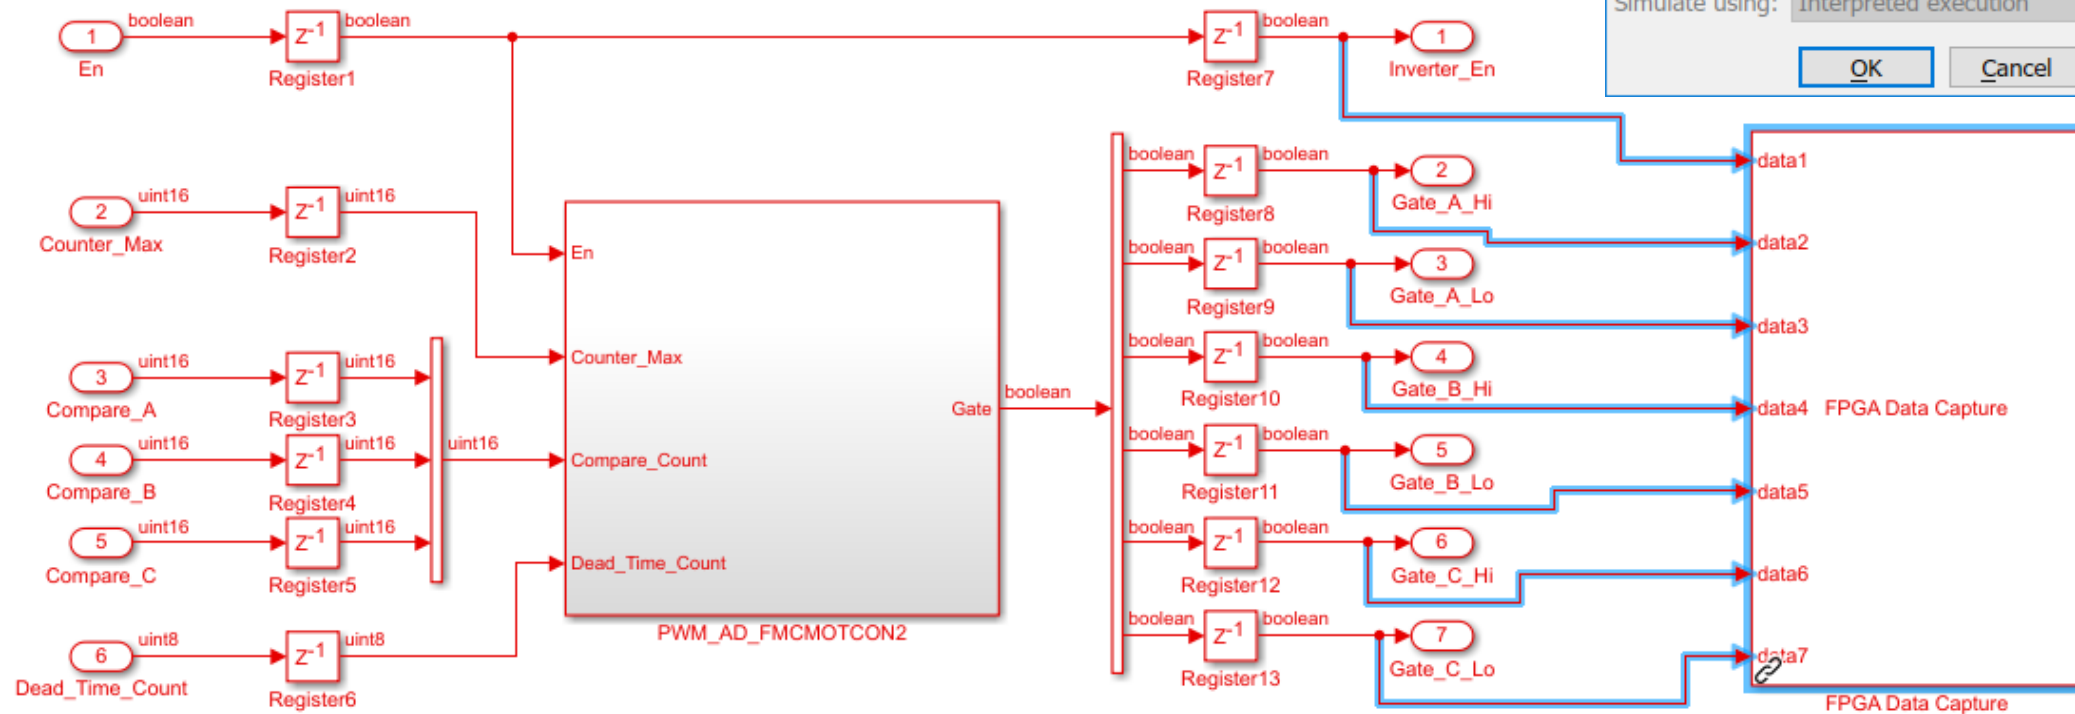 Simulate using: Interpreted execution
OK Cancel
boolean boolean
1 Z-1 Z-1 1
En Register1 Register7 Inverter_En
uint16 uint16
2 Z-1
Counter_Max Register2
uint16 uint16
3 Z-1
Compare_A Register3
uint16 uint16 uint16
4 Z-1
Compare_B Register4
uint16 uint16
5 Z-1
Compare_C Register5
uint8 uint8
6 Z-1
Dead_Time_Count Register6
En
Counter_Max
Compare_Count
Dead_Time_Count
Gate
PWM_AD_FMCMOTCON2
boolean
boolean boolean
Z-1 2
Register8 Gate_A_Hi
boolean boolean
Z-1 3
Register9 Gate_A_Lo
boolean boolean
Z-1 4
Register10 Gate_B_Hi
boolean boolean
Z-1 5
Register11 Gate_B_Lo
boolean boolean
Z-1 6
Register12 Gate_C_Hi
boolean boolean
Z-1 7
Register13 Gate_C_Lo
data1
data2
data3
data4 FPGA Data Capture
data5
data6
data7
FPGA Data Capture